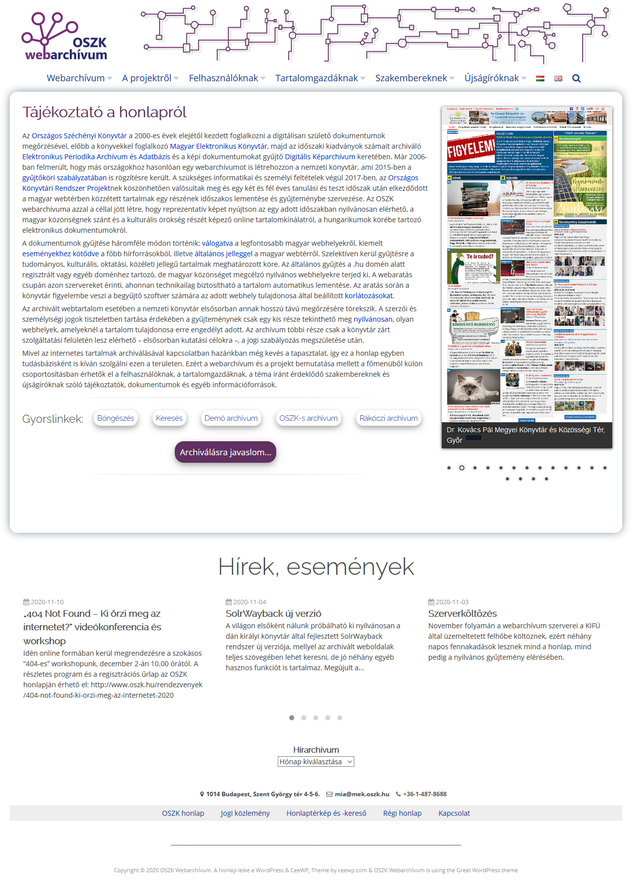 OSZK
webarchívum
Webarchívum A projektről Felhasználóknak Tartalomgazdáknak Szakembereknek Újságíróknak
Tájékoztató a honlapról
Az Országos Széchényi Könyvtár a 2000-es évek elejétől kezdett foglalkozni a digitálisan születő dokumentumok
megőrzésével, előbb a könyvekkel foglalkozó Magyar Elektronikus Könyvtár, majd az időszaki kiadványok számait archiváló
Elektronikus Periodika Archívum és Adatbázis és a képi dokumentumokat gyűjtő Digitális Képarchívum keretében. Már 2006-
ban felmerült, hogy más országokhoz hasonlóan egy webarchívumot is létrehozzon a nemzeti könyvtár, ami 2015-ben a
gyűjtőköri szabályzatában is rögzítésre került. A szükséges informatikai és személyi feltételek végül 2017-ben, az Országos
Könyvtári Rendszer Projektnek köszönhetően valósultak meg és egy két és fél éves tanulási és teszt időszak után elkezdődött
a magyar webtérben közzétett tartalmak egy részének időszakos lementése és gyűjteménybe szervezése. Az OSZK
webarchívuma azzal a céllal jött létre, hogy reprezentatív képet nyújtson az egy adott időszakban nyilvánosan elérhető, a
magyar közönségnek szánt és a kulturális örökség részét képező online tartalomkínálatról, a hungarikumok körébe tartozó
elektronikus dokumentumokról.
A dokumentumok gyűjtése háromféle módon történik: válogatva a legfontosabb magyar webhelyekről, kiemelt
eseményekhez kötődve a főbb hírforrásokból, illetve általános jelleggel a magyar webtérről. Szelektíven kerül gyűjtésre a
tudományos, kulturális, oktatási, közéleti jellegű tartalmak meghatározott köre. Az általános gyűjtés a .hu domén alatt
regisztrált vagy egyéb doménhez tartozó, de magyar közönséget megcélzó nyilvános webhelyekre terjed ki. A webaratás
csupán azon szervereket érinti, ahonnan technikailag biztosítható a tartalom automatikus lementése. Az aratás során a
könyvtár figyelembe veszi a begyűjtő szoftver számára az adott webhely tulajdonosa által beállított korlátozásokat.
Az archivált webtartalom esetében a nemzeti könyvtár elsősorban annak hosszú távú megőrzésére törekszik. A szerzői és
személyiségi jogok tiszteletben tartása érdekében a gyűjteménynek csak egy kis része tekinthető meg nyilvánosan, olyan
webhelyek, amelyeknél a tartalom tulajdonosa erre engedélyt adott. Az archívum többi része csak a könyvtár zárt
szolgáltatási felületén lesz elérhető – elsősorban kutatási célokra –, a jogi szabályozás megszületése után.
Mivel az internetes tartalmak archiválásával kapcsolatban hazánkban még kevés a tapasztalat, így ez a honlap egyben
tudásbázisként is kíván szolgálni ezen a területen. Ezért a webarchívum és a projekt bemutatása mellett a főmenüből külön
csoportosításban érhetők el a felhasználóknak, a tartalomgazdáknak, a téma iránt érdeklődő szakembereknek és
újságíróknak szóló tájékoztatók, dokumentumok és egyéb információforrások.
FIGYELEM!
Te is tudod?
Dr. Kovács Pál Megyei Könyvtár és Közösségi Tér,
Győr
Gyorslinkek: Böngészés Keresés Demó archívum OSZK-s archívum Rákóczi archívum
Archiválásra javaslom...
Hírek, események
2020-11-10
„404 Not Found – Ki őrzi meg az
internetet?” videókonferencia és
workshop
Idén online formában kerül megrendezésre a szokásos
"404-es" workshopunk, december 2-án 10.00 órától. A
részletes program és a regisztrációs űrlap az OSZK
honlapján érhető el: http://www.oszk.hu/rendezvenyek
/404-not-found-ki-orzi-meg-az-internetet-2020
2020-11-04
SolrWayback új verzió
A világon elsőként nálunk próbálható ki nyilvánosan a
dán királyi könyvtár által fejlesztett SolrWayback
rendszer új verziója, mellyel az archivált weboldalak
teljes szövegében lehet keresni, de jó néhány egyéb
hasznos funkciót is tartalmaz. Megújult a...
2020-11-03
Szerverköltözés
November folyamán a webarchívum szerverei a KIFÜ
által üzemeltetett felhőbe költöznek, ezért néhány
napos fennakadások lesznek mind a honlap, mind
pedig a nyilvános gyűjtemény elérésében.
Hírarchívum
Hónap kiválasztása
1014 Budapest, Szent György tér 4-5-6. mia@mek.oszk.hu +36-1-487-8688
OSZK honlap Jogi közlemény Honlaptérkép és -kereső Régi honlap Kapcsolat
Copyright © 2020 OSZK Webarchívum. A honlap lelke a WordPress & CeeWP, Theme by ceewp.com & OSZK Webarchívum is using the Great WordPress theme